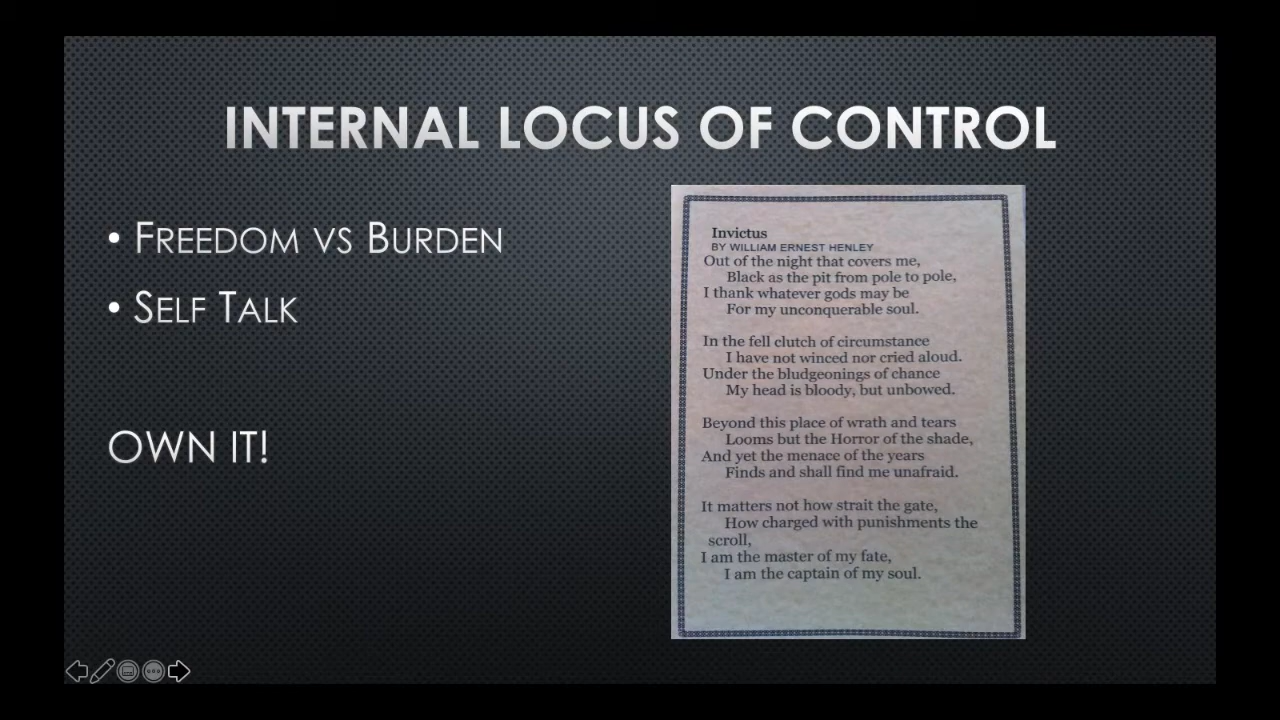 INTERNAL LOCUS OF CONTROL
• FREEDOM VS BURDEN
• SELF TALK
OWN IT!
Invictus
BY WILLIAM ERNEST HENLEY
Out of the night that covers me,
Black as the pit from pole to pole,
I thank whatever gods may be
For my unconquerable soul.
In the fell clutch of circumstance
I have not winced nor cried aloud.
Under the bludgeonings of chance
My head is bloody, but unbowed.
Beyond this place of wrath and tears
Looms but the Horror of the shade,
And yet the menace of the years
Finds and shall find me unafraid.
It matters not how strait the gate,
How charged with punishments the
scroll,
I am the master of my fate,
I am the captain of my soul.